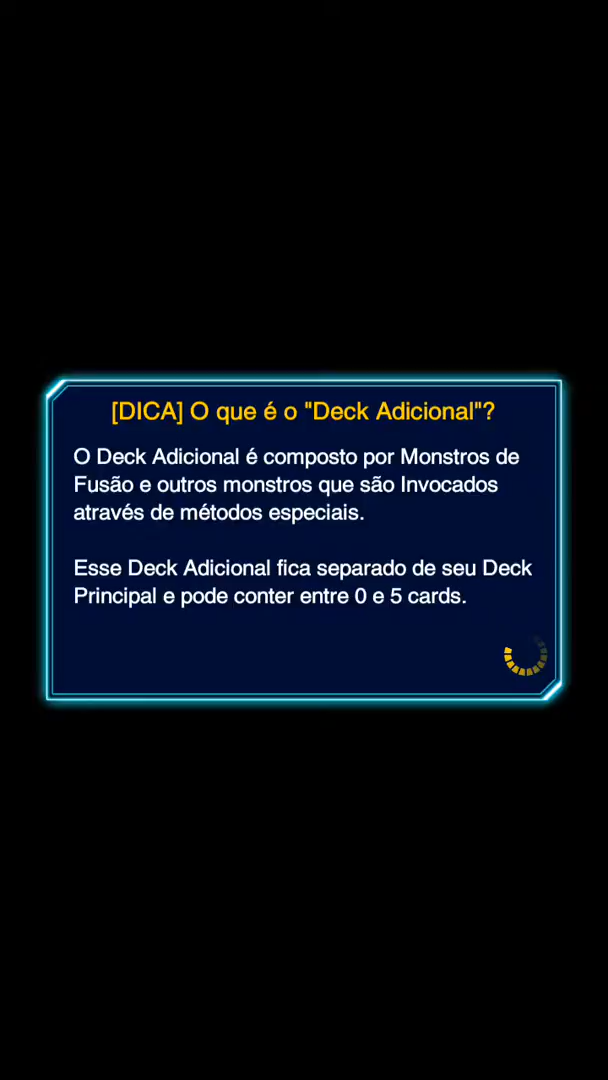 [DICA] O que é o "Deck Adicional"?
O Deck Adicional é composto por Monstros de
Fusão e outros monstros que são Invocados
através de métodos especiais.
Esse Deck Adicional fica separado de seu Deck
Principal e pode conter entre 0 e 5 cards.